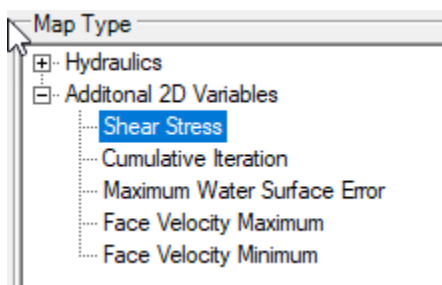 Map Type
Hydraulics
Additonal 2D Variables
Shear Stress
Cumulative Iteration
Maximum Water Surface Error
Face Velocity Maximum
Face Velocity Minimum